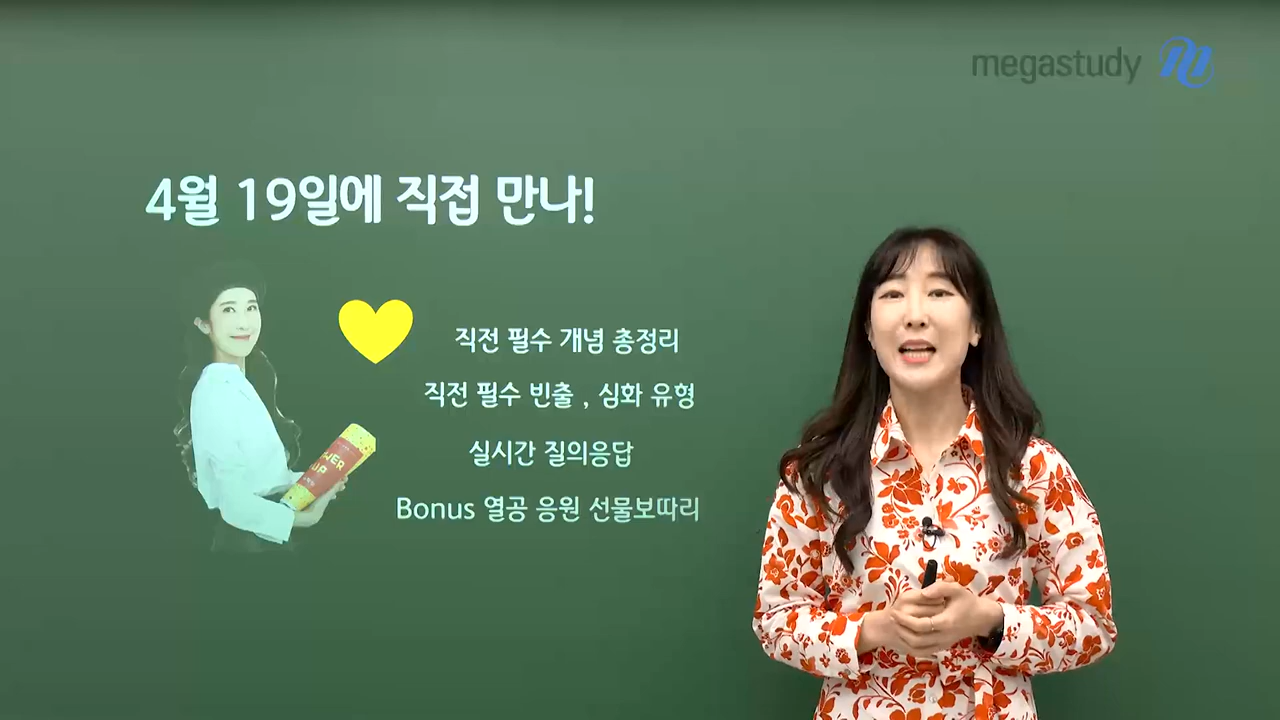 megastudy
4월 19일에 직접 만나!
직전 필수 개념 총정리
직전 필수 빈출 , 심화 유형
실시간 질의응답
Bonus 열공 응원 선물보따리